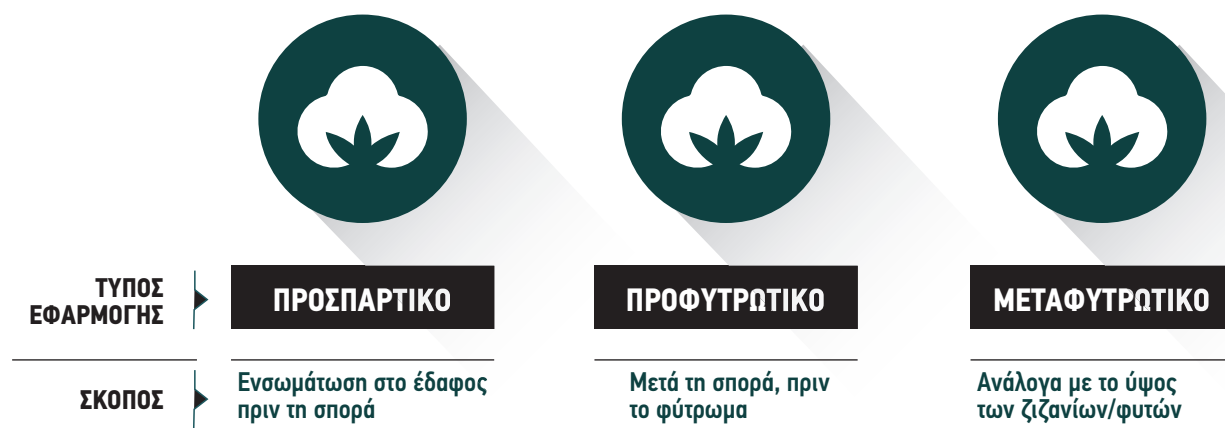 ΤΥΠΟΣ
ΕΦΑΡΜΟΓΗΣ
ΠΡΟΣΠΑΡΤΙΚΟ
ΠΡΟΦΥΤΡΩΤΙΚΟ
ΜΕΤΑΦΥΤΡΩΤΙΚΟ
ΣΚΟΠΟΣ
Ενσωμάτωση στο έδαφος
πριν τη σπορά
Μετά τη σπορά, πριν
το φύτρωμα
Ανάλογα με το ύψος
των ζιζανίων/φυτών